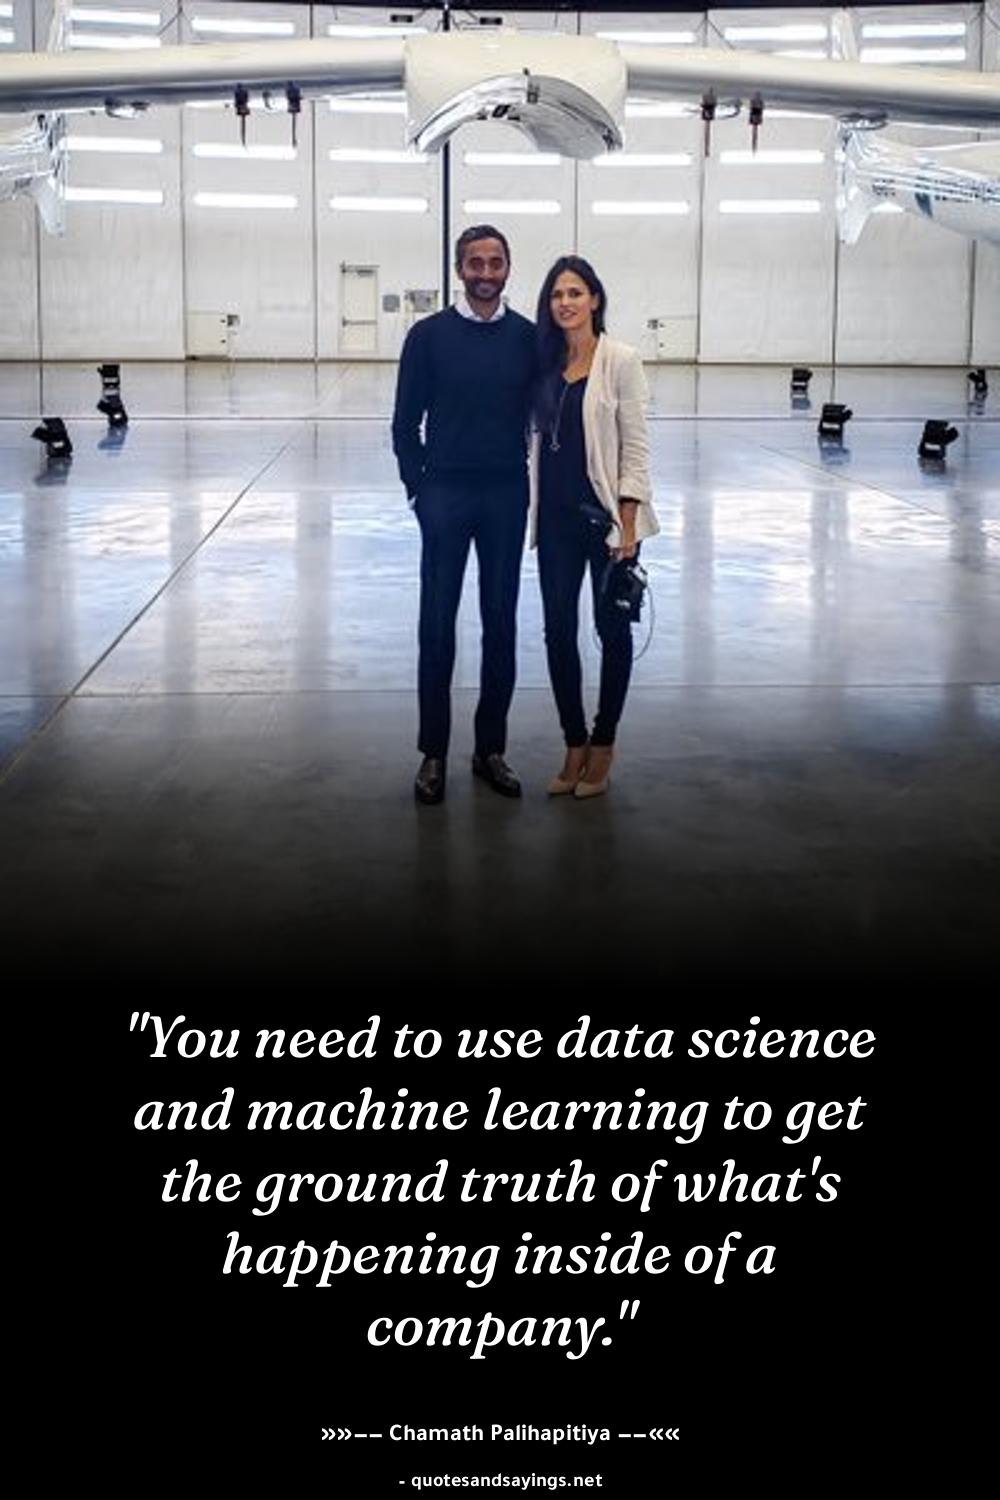 "You need to use data science
and machine learning to get
the ground truth of what's
happening inside of a
company."
»»–– Chamath Palihapitiya ––««
- quotesandsayings.net